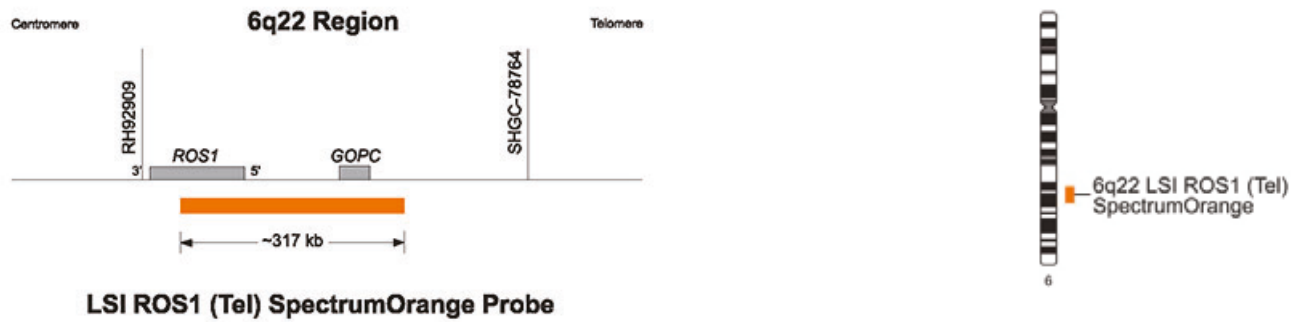 Centromere
6q22 Region
Telomere
RH92909
SHGC-78764
ROS1
GOPC
3'
5'
~317 kb
LSI ROS1 (Tel) SpectrumOrange Probe
6q22 LSI ROS1 (Tel)
SpectrumOrange
6